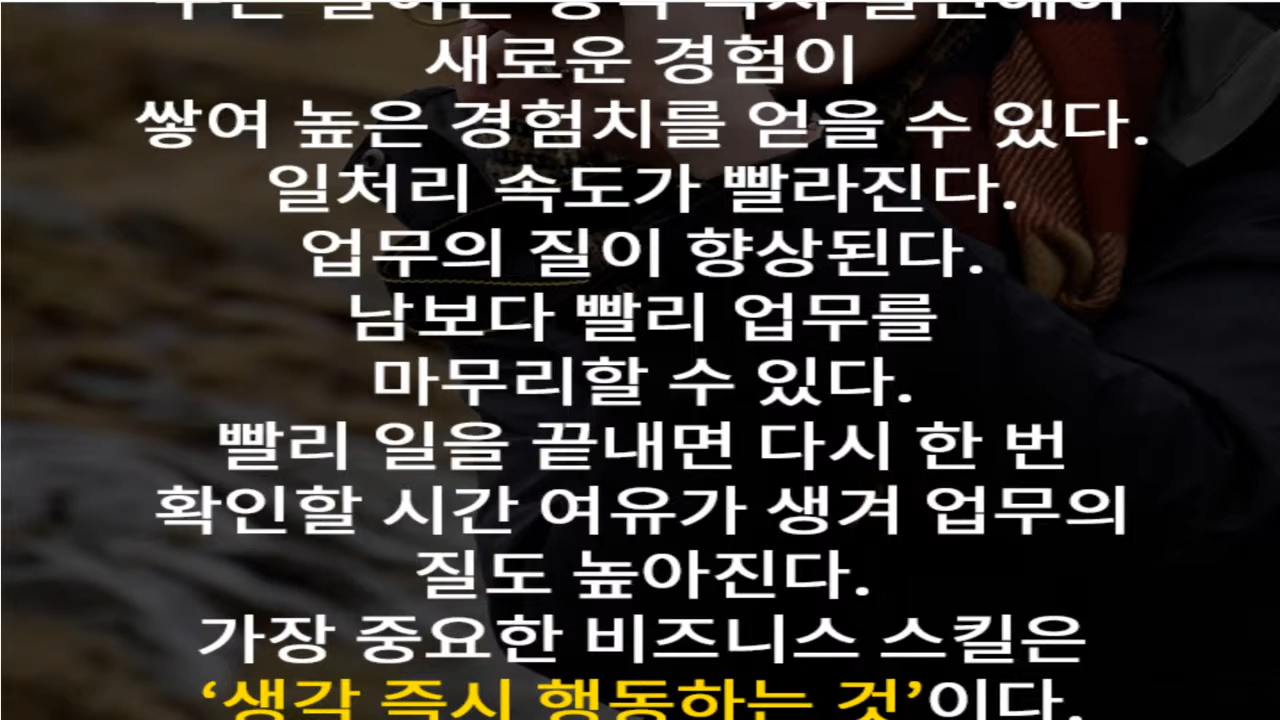 새로운 경험이
쌓여 높은 경험치를 얻을 수 있다.
일처리 속도가 빨라진다.
업무의 질이 향상된다.
남보다 빨리 업무를
마무리할 수 있다.
빨리 일을 끝내면 다시 한 번
확인할 시간 여유가 생겨 업무의
질도 높아진다.
가장 중요한 비즈니스 스킬은
‘생각 즉시 행동하는 것’이다.